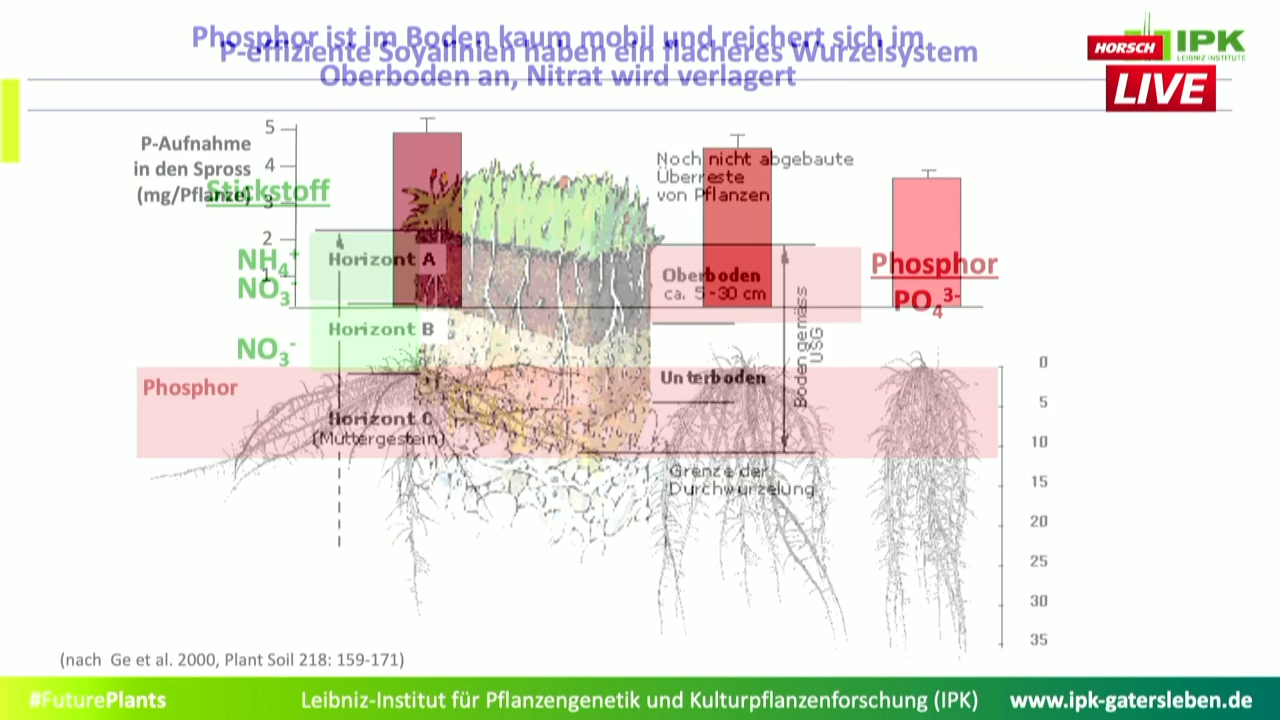 Phosphor ist im Boden kaum mobil und reichert sich im
Oberboden an, Nitrat wird verlagert
P-effiziente Soyalinien haben ein flacheres Wurzelsystem
HORSCH
LIVE
IPK
LEIBNIZ INSTITUTE
P-Aufnahme
in den Spross
(mg/Pflanze)
5
4
3
2
1
Stickstoff
NH₄⁺
NO₃⁻
NO₃⁻
Horizont A
Horizont B
Horizont C
(Muttergestein)
Noch nicht abgebaute
Überreste
von Pflanzen
Oberboden
ca. 5-30 cm
Unterboden
Boden gemäss
USG
Grenze der
Durchwurzelung
Phosphor
PO₄³⁻
Phosphor
0
5
10
15
20
25
30
35
(nach Ge et al. 2000, Plant Soil 218: 159-171)
#FuturePlants
Leibniz-Institut für Pflanzengenetik und Kulturpflanzenforschung (IPK)
www.ipk-gatersleben.de